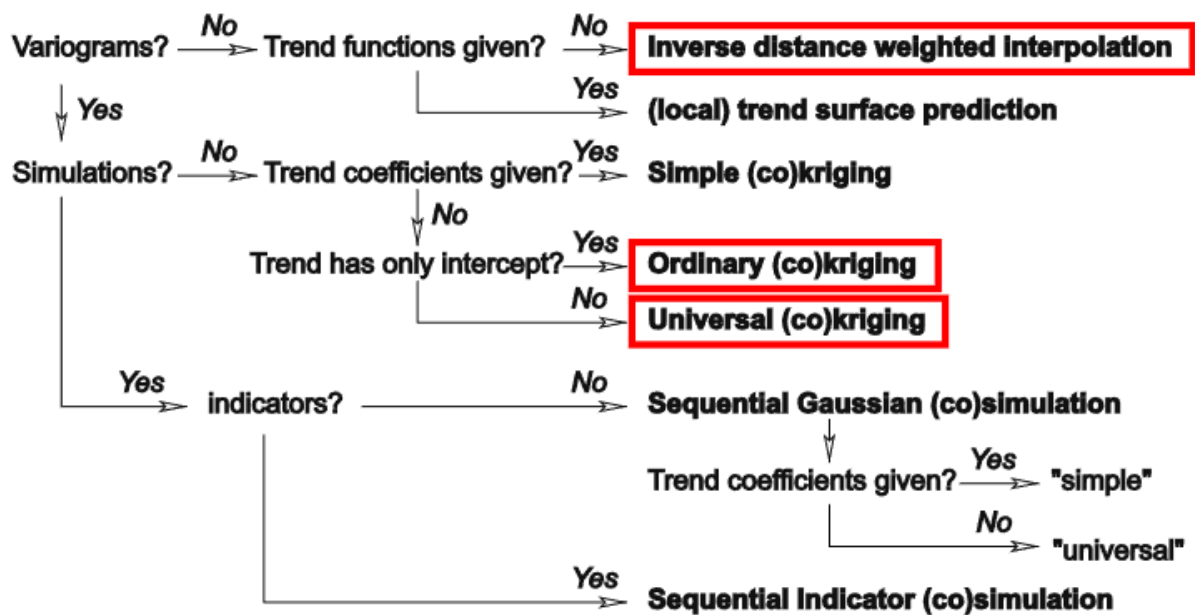 Variograms? No Trend functions given? No Inverse distance weighted interpolation
Yes
Yes (local) trend surface prediction
Simulations? No Trend coefficients given? Yes Simple (co)kriging
No
Trend has only intercept? Yes Ordinary (co)kriging
No Universal (co)kriging
Yes indicators? No Sequential Gaussian (co)simulation
Trend coefficients given? Yes "simple"
No "universal"
Yes Sequential Indicator (co)simulation